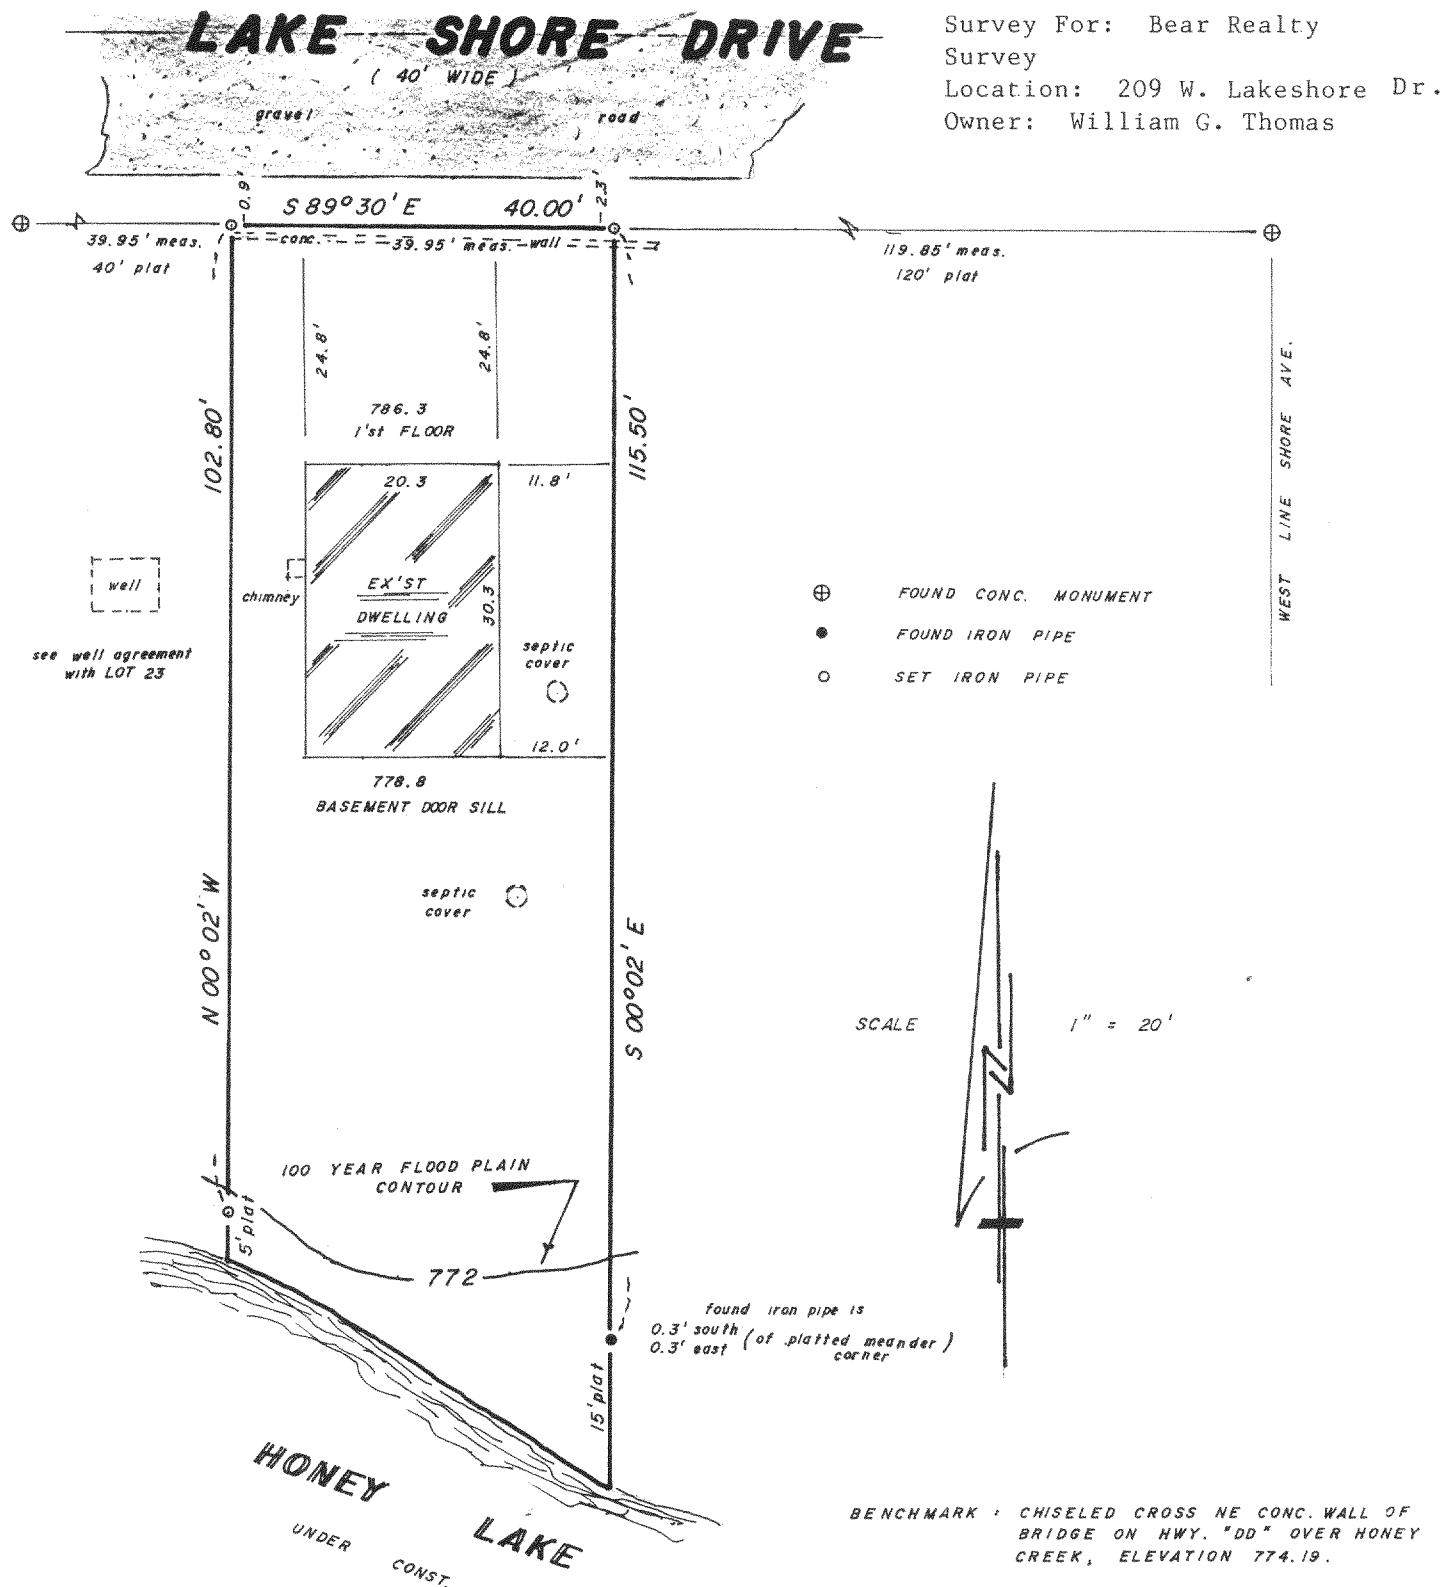 LAKE SHORE DRIVE
( 40' WIDE )
gravel road
Survey For: Bear Realty
Survey
Location: 209 W. Lakeshore Dr.
Owner: William G. Thomas
0.9'
S 89° 30' E 40.00'
2.3'
39.95' meas.
40' plat
conc. 39.95' meas. wall
119.85' meas.
120' plat
24.8'
24.8'
102.80'
115.50'
WEST LINE SHORE AVE.
786.3
1'st FLOOR
20.3
11.8'
well
chimney
EX'ST
DWELLING
30.3
see well agreement
with LOT 23
septic
cover
12.0'
778.8
BASEMENT DOOR SILL
FOUND CONC. MONUMENT
FOUND IRON PIPE
SET IRON PIPE
septic
cover
N 00° 02' W
S 00° 02' E
SCALE 1" = 20'
100 YEAR FLOOD PLAIN
CONTOUR
5' plat
772
found iron pipe is
0.3' south
0.3' east
(of platted meander)
corner
15' plat
HONEY LAKE
UNDER CONST.
BENCHMARK : CHISELED CROSS NE CONC. WALL OF
BRIDGE ON HWY. "DD" OVER HONEY
CREEK, ELEVATION 774.19.